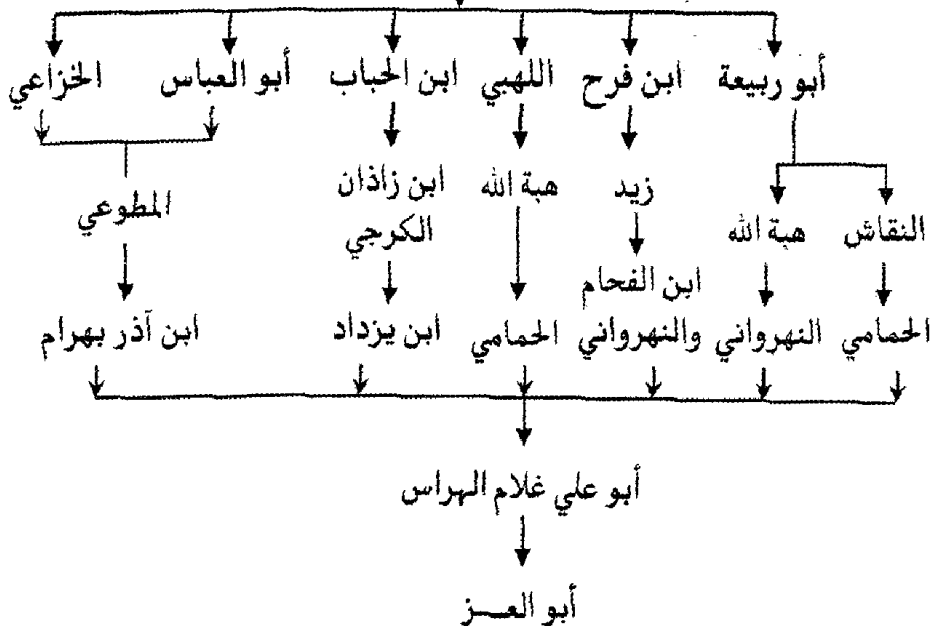 أبو ربيعة ابن فرح اللهبي ابن الحباب أبو العباس الخزاعي
زيد هبة الله ابن زاذان
النقاش هبة الله الكرجي المطوعي
ابن الفحام
الحمامي النهرواني والنهرواني الحمامي ابن يزداد ابن آذر بهرام
أبو علي غلام الهراس
أبو العـــز